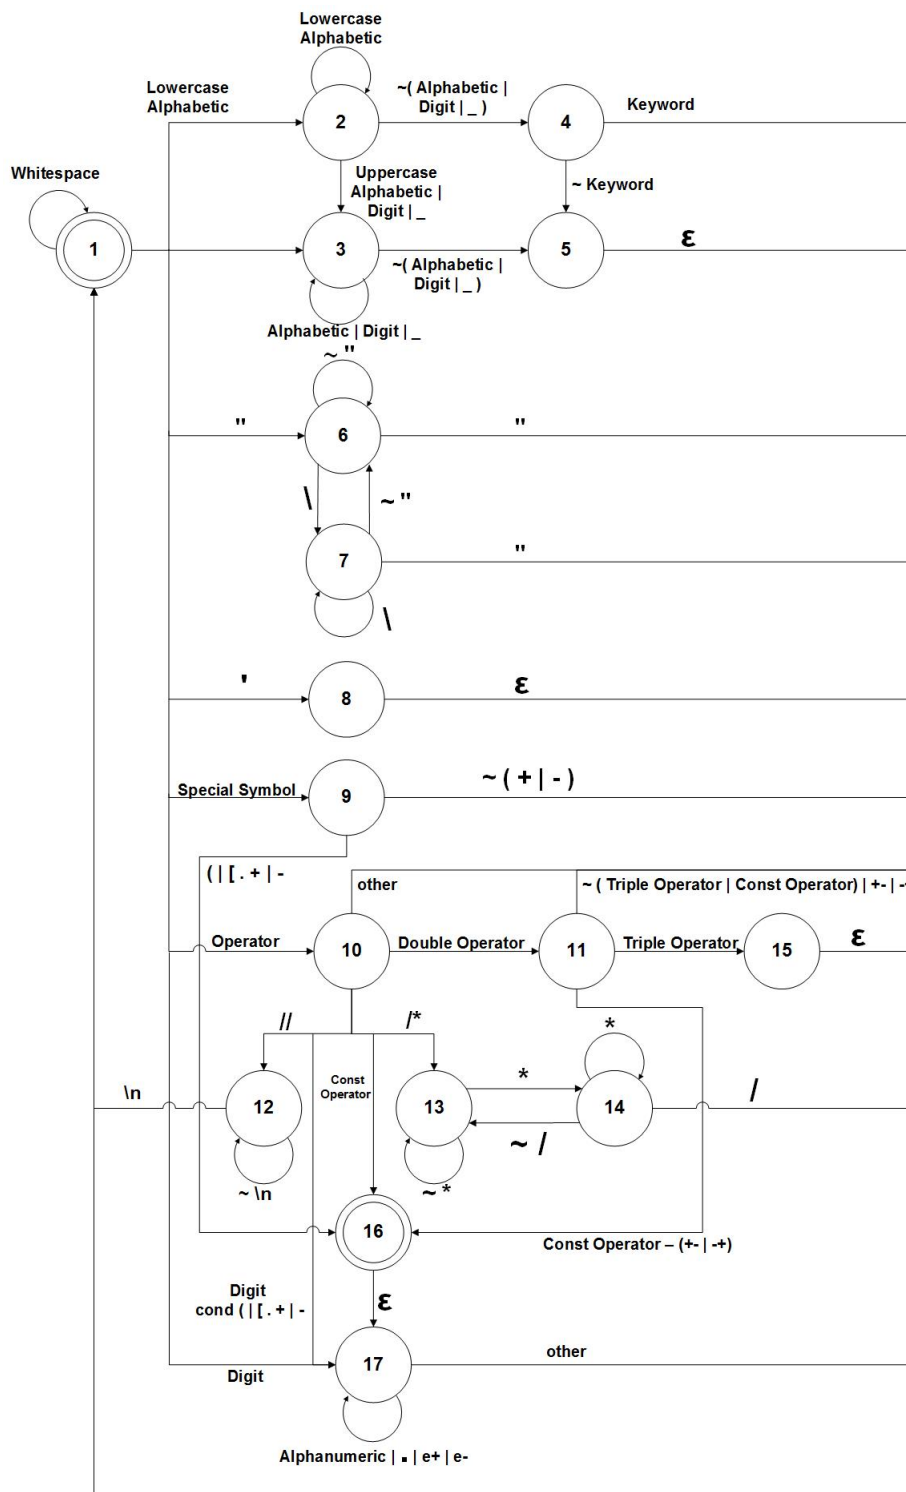 Lowercase
Alphabetic
Lowercase
Alphabetic
~( Alphabetic |
Digit | _ )
Keyword
2
4
Whitespace
Uppercase
Alphabetic |
Digit | _
~ Keyword
1
3
5
ε
~( Alphabetic |
Digit | _ )
Alphabetic | Digit | _
~ "
"
6
"
\
~ "
7
"
\
'
8
ε
Special Symbol
9
~ ( + | - )
( | [ . + | -
other
~ ( Triple Operator | Const Operator) | +- | -+
Operator
10
Double Operator
11
Triple Operator
15
ε
//
/*
*
Const
Operator
\n
12
13
*
14
/
~ /
~ \n
~ *
16
Const Operator – (+- | -+)
Digit
cond ( | [ . + | -
ε
Digit
17
other
Alphanumeric | . | e+ | e-